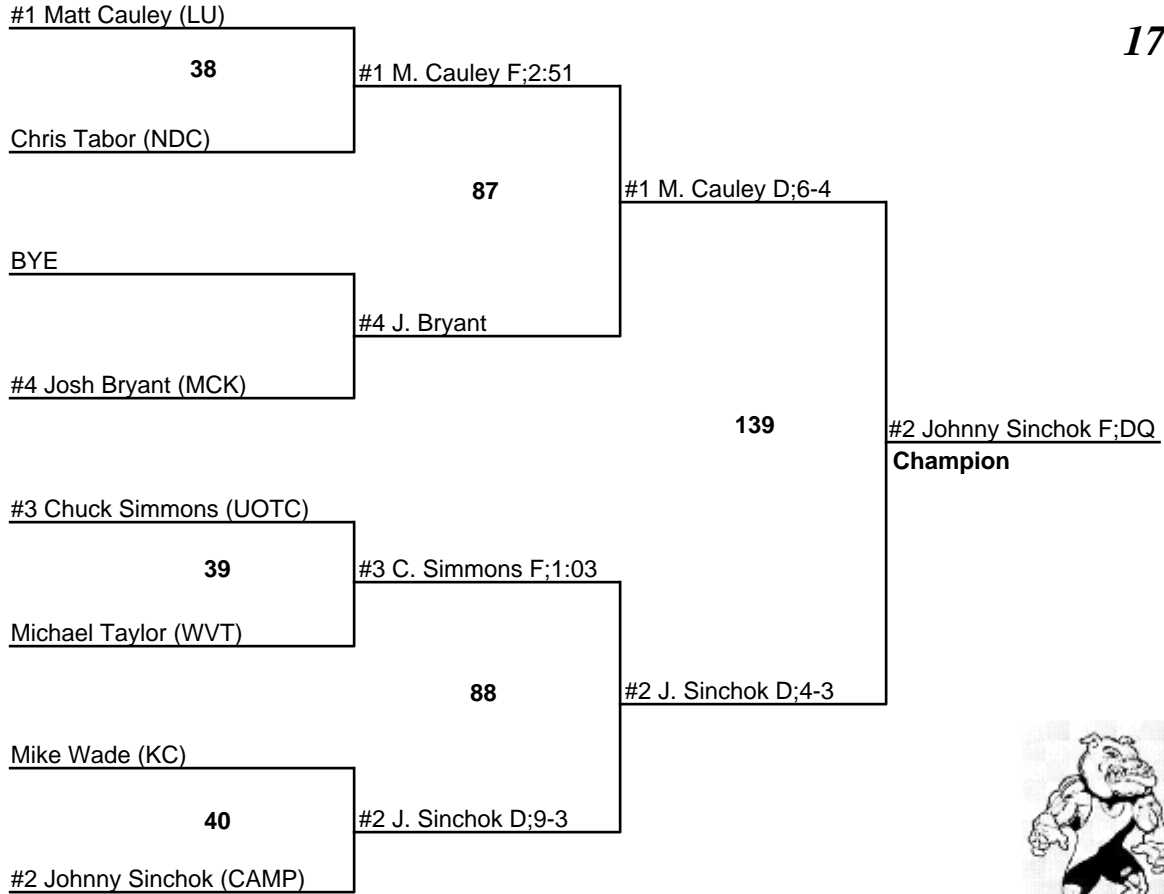 #1 Matt Cauley (LU)
17
38
#1 M. Cauley F;2:51
Chris Tabor (NDC)
87
#1 M. Cauley D;6-4
BYE
#4 J. Bryant
#4 Josh Bryant (MCK)
139
#2 Johnny Sinchok F;DQ
Champion
#3 Chuck Simmons (UOTC)
39
#3 C. Simmons F;1:03
Michael Taylor (WVT)
88
#2 J. Sinchok D;4-3
Mike Wade (KC)
40
#2 J. Sinchok D;9-3
#2 Johnny Sinchok (CAMP)